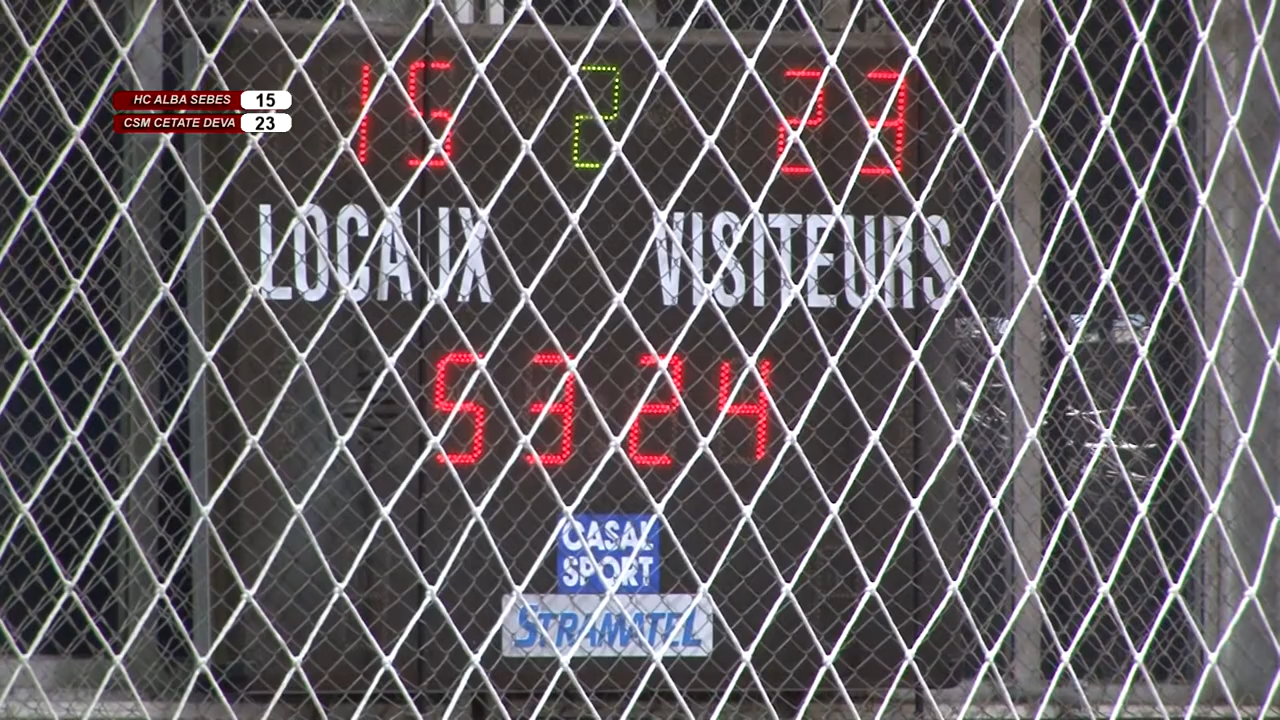 HC ALBA SEBES 15
CSM CETATE DEVA 23
15 2 23
LOCAUX VISITEURS
53 24
CASAL
SPORT
STRAMATEL